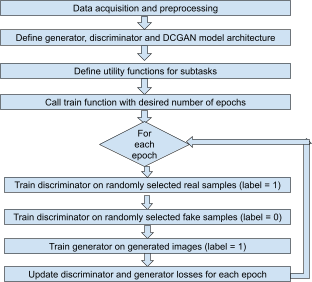 Data acquisition and preprocessing
Define generator, discriminator and DCGAN model architecture
Define utility functions for subtasks
Call train function with desired number of epochs
For
each
epoch
Train discriminator on randomly selected real samples (label = 1)
Train discriminator on randomly selected fake samples (label = 0)
Train generator on generated images (label = 1)
Update discriminator and generator losses for each epoch